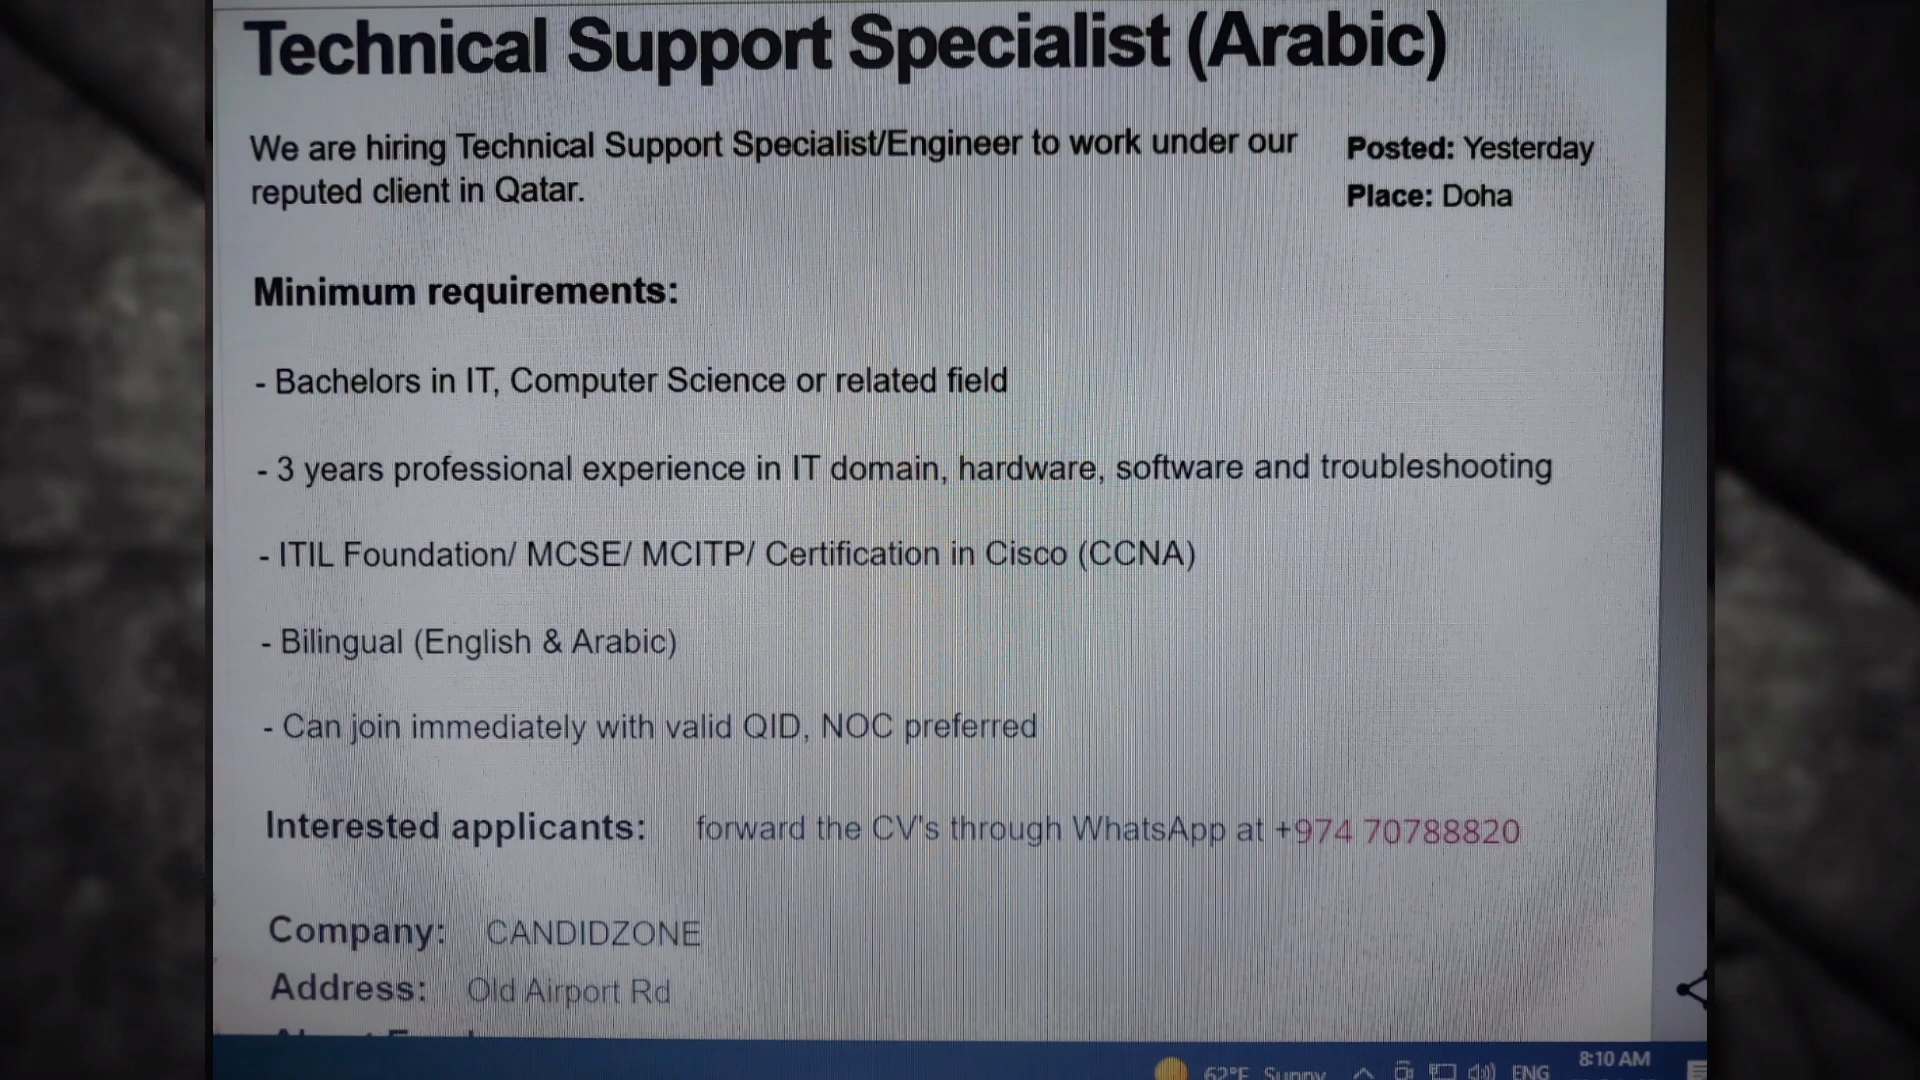 Technical Support Specialist (Arabic)
We are hiring Technical Support Specialist/Engineer to work under our
reputed client in Qatar.
Posted: Yesterday
Place: Doha
Minimum requirements:
- Bachelors in IT, Computer Science or related field
- 3 years professional experience in IT domain, hardware, software and troubleshooting
- ITIL Foundation/ MCSE/ MCITP/ Certification in Cisco (CCNA)
- Bilingual (English & Arabic)
- Can join immediately with valid QID, NOC preferred
Interested applicants: forward the CV's through WhatsApp at +974 70788820
Company: CANDIDZONE
Address: Old Airport Rd
62°F Sunny ENG
8:10 AM